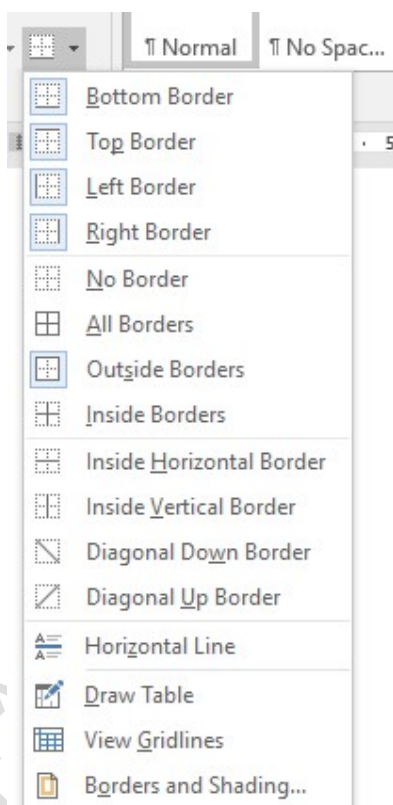 ¶ Normal ¶ No Spac...
5
Bottom Border
Top Border
Left Border
Right Border
No Border
All Borders
Outside Borders
Inside Borders
Inside Horizontal Border
Inside Vertical Border
Diagonal Down Border
Diagonal Up Border
Horizontal Line
Draw Table
View Gridlines
Borders and Shading...